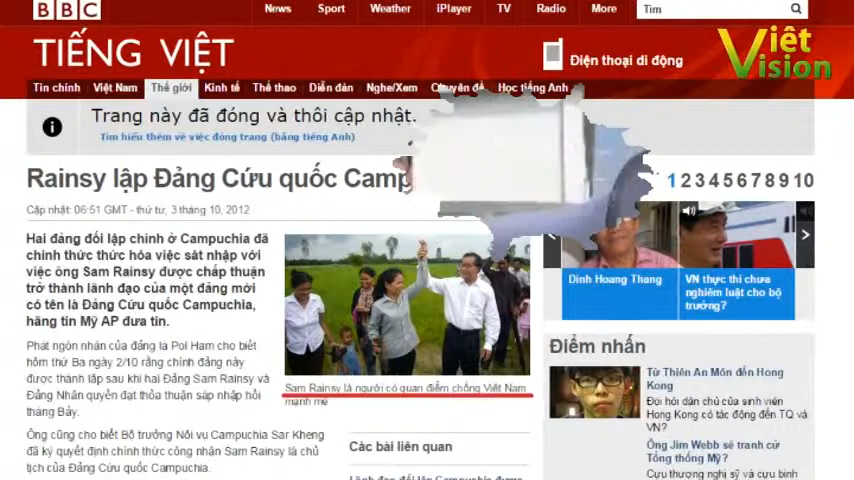 BBC
News Sport Weather iPlayer TV Radio More Tìm
TIẾNG VIỆT
Điện thoại di động
Việt Vision
Tin chính Việt Nam Thế giới Kinh tế Thể thao Diễn đàn Nghe/Xem Chuyên đề Học tiếng Anh
Trang này đã đóng và thôi cập nhật.
Tìm hiểu thêm về việc đóng trang (bằng tiếng Anh)
Rainsy lập Đảng Cứu quốc Camp
1 2 3 4 5 6 7 8 9 10
Cập nhật: 06:51 GMT - thứ tư, 3 tháng 10, 2012
Hai đảng đối lập chính ở Campuchia đã
chính thức thức hóa việc sát nhập với
việc ông Sam Rainsy được chấp thuận
trở thành lãnh đạo của một đảng mới
có tên là Đảng Cứu quốc Campuchia,
hãng tin Mỹ AP đưa tin.
Phát ngôn nhân của đảng là Pol Ham cho biết
hôm thứ Ba ngày 2/10 rằng chính đảng này
được thành lập sau khi hai Đảng Sam Rainsy và
Đảng Nhân quyền đạt thỏa thuận sáp nhập hồi
tháng Bảy.
Ông cũng cho biết Bộ trưởng Nội vụ Campuchia Sar Kheng
đã ký quyết định chính thức công nhận Sam Rainsy là chủ
tịch của Đảng Cứu quốc Campuchia.
Sam Rainsy là người có quan điểm chống Việt Nam
mạnh mẽ
Các bài liên quan
Lãnh đạo đối lập Campuchia được
Dinh Hoang Thang
VN thực thi chưa
nghiêm luật cho bộ
trưởng?
Điểm nhấn
Từ Thiên An Môn đến Hong
Kong
Đòi hỏi dân chủ của sinh viên
Hong Kong có tác động đến TQ và
VN?
Ông Jim Webb sẽ tranh cử
Tổng thống Mỹ?
Cựu thượng nghị sỹ và cựu binh